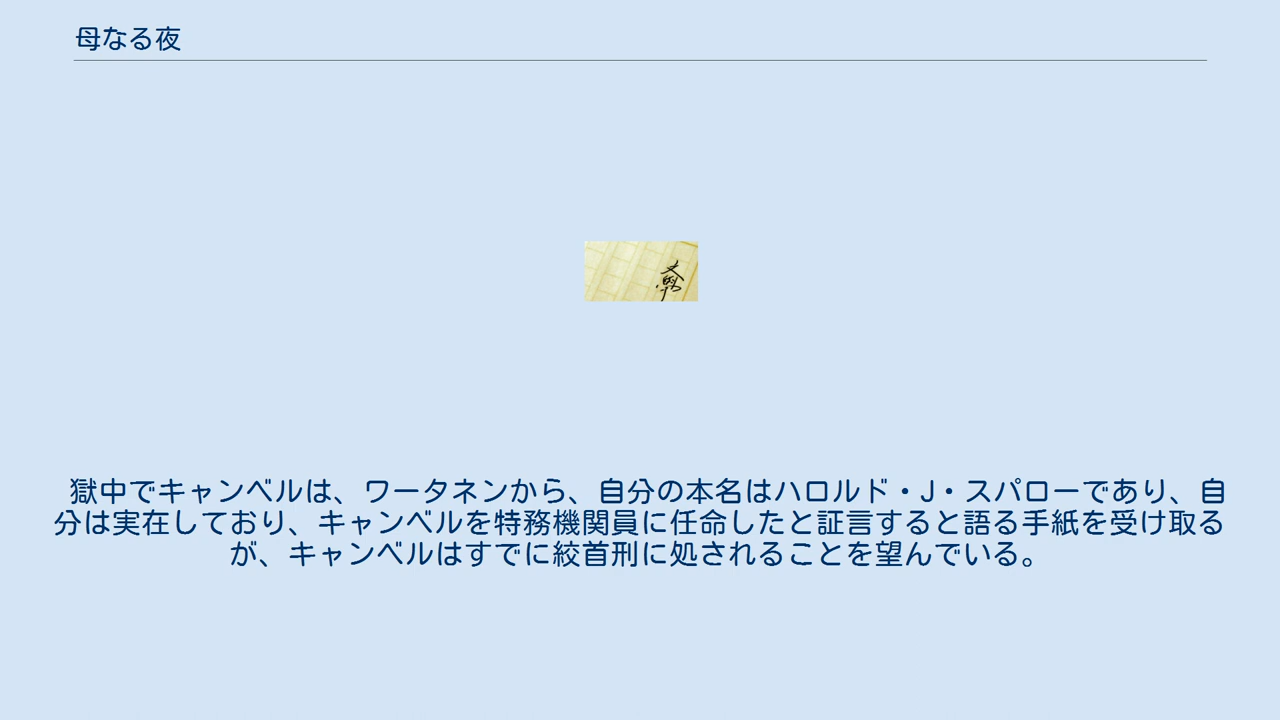 母なる夜
獄中でキャンベルは、ワータネンから、自分の本名はハロルド・J・スパローであり、自
分は実在しており、キャンベルを特務機関員に任命したと証言すると語る手紙を受け取る
が、キャンベルはすでに絞首刑に処されることを望んでいる。